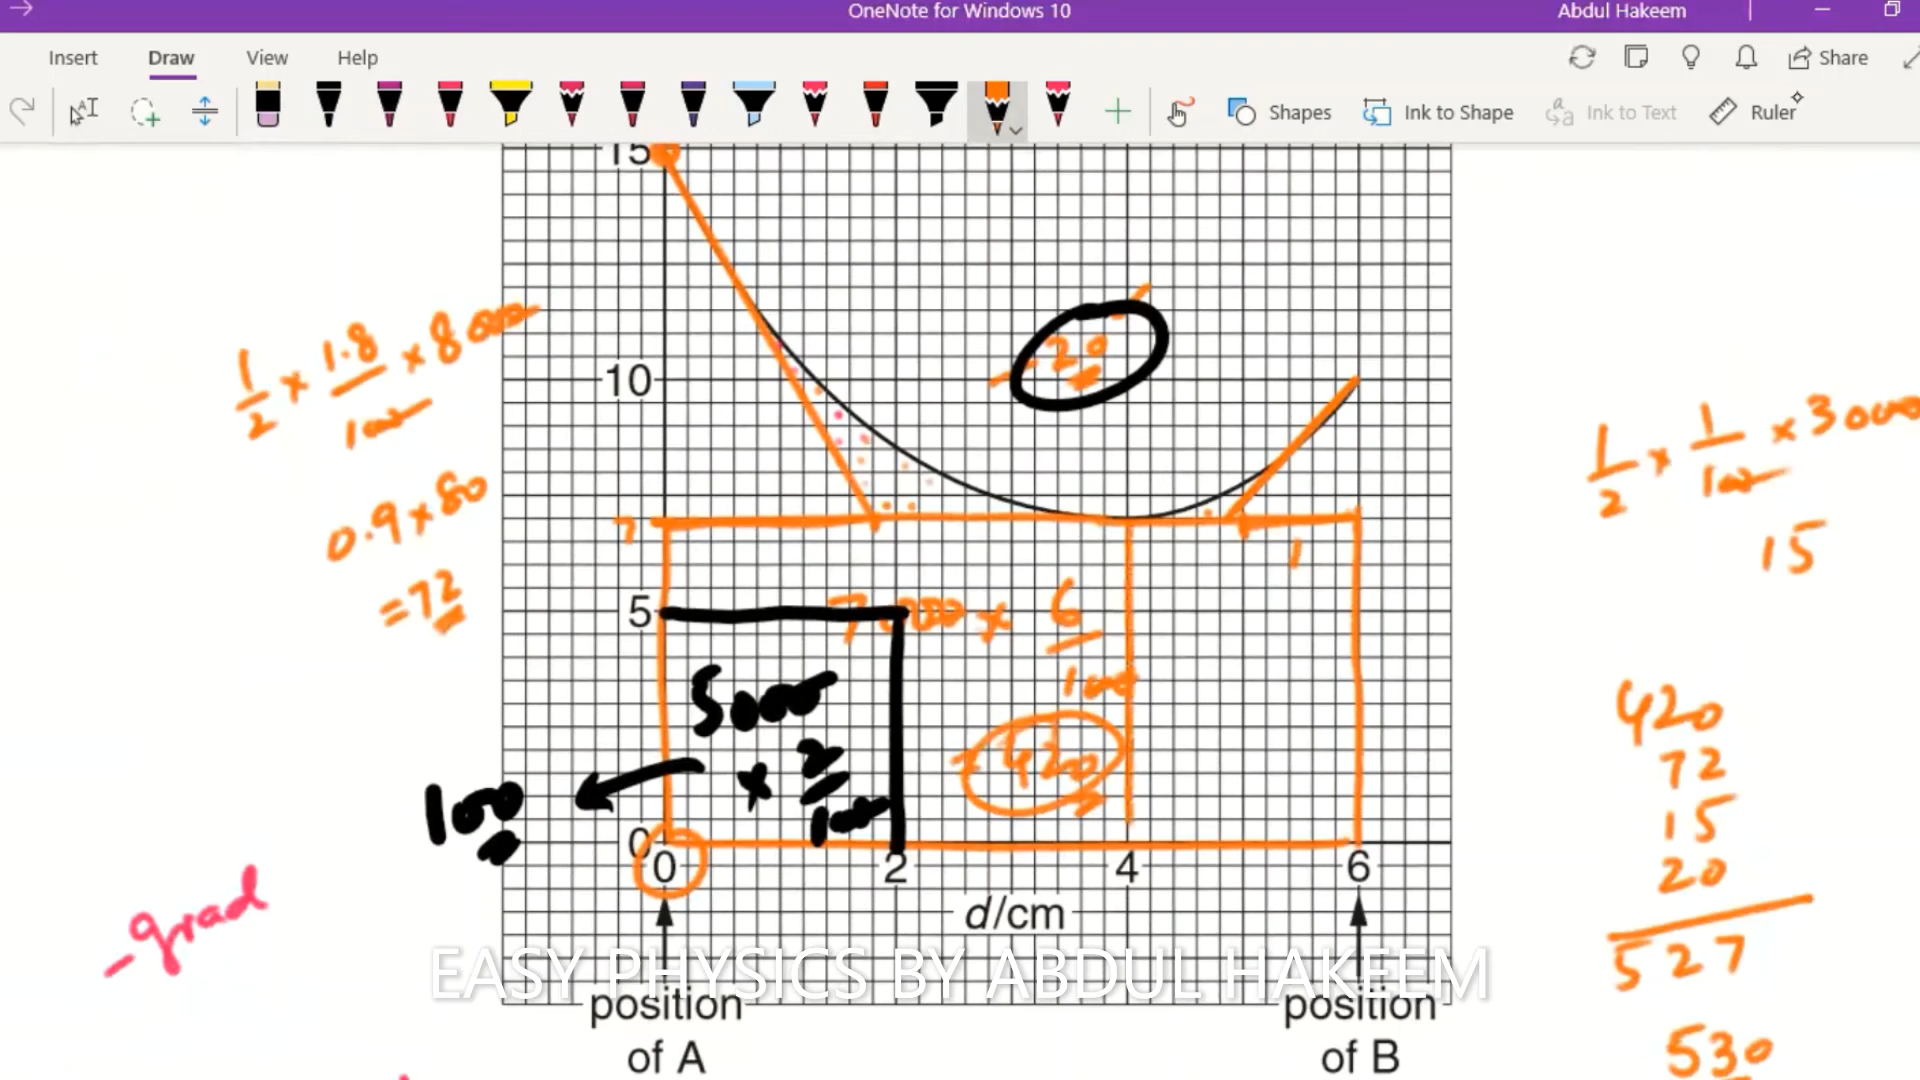 OneNote for Windows 10
Abdul Hakeem
Insert
Draw
View
Help
Share
Shapes
Ink to Shape
Ink to Text
Ruler
15
10
5
0
0
2
4
6
d/cm
position
of A
position
of B
1/2 × 1.8/100 × 8000
0.9 × 80
= 72
-20
7
1
7000 × 6/100
= 420
5000
× 2/100
100
-grad
1/2 × 1/100 × 3000
15
420
72
15
20
527
530
EASY PHYSICS BY ABDUL HAKEEM